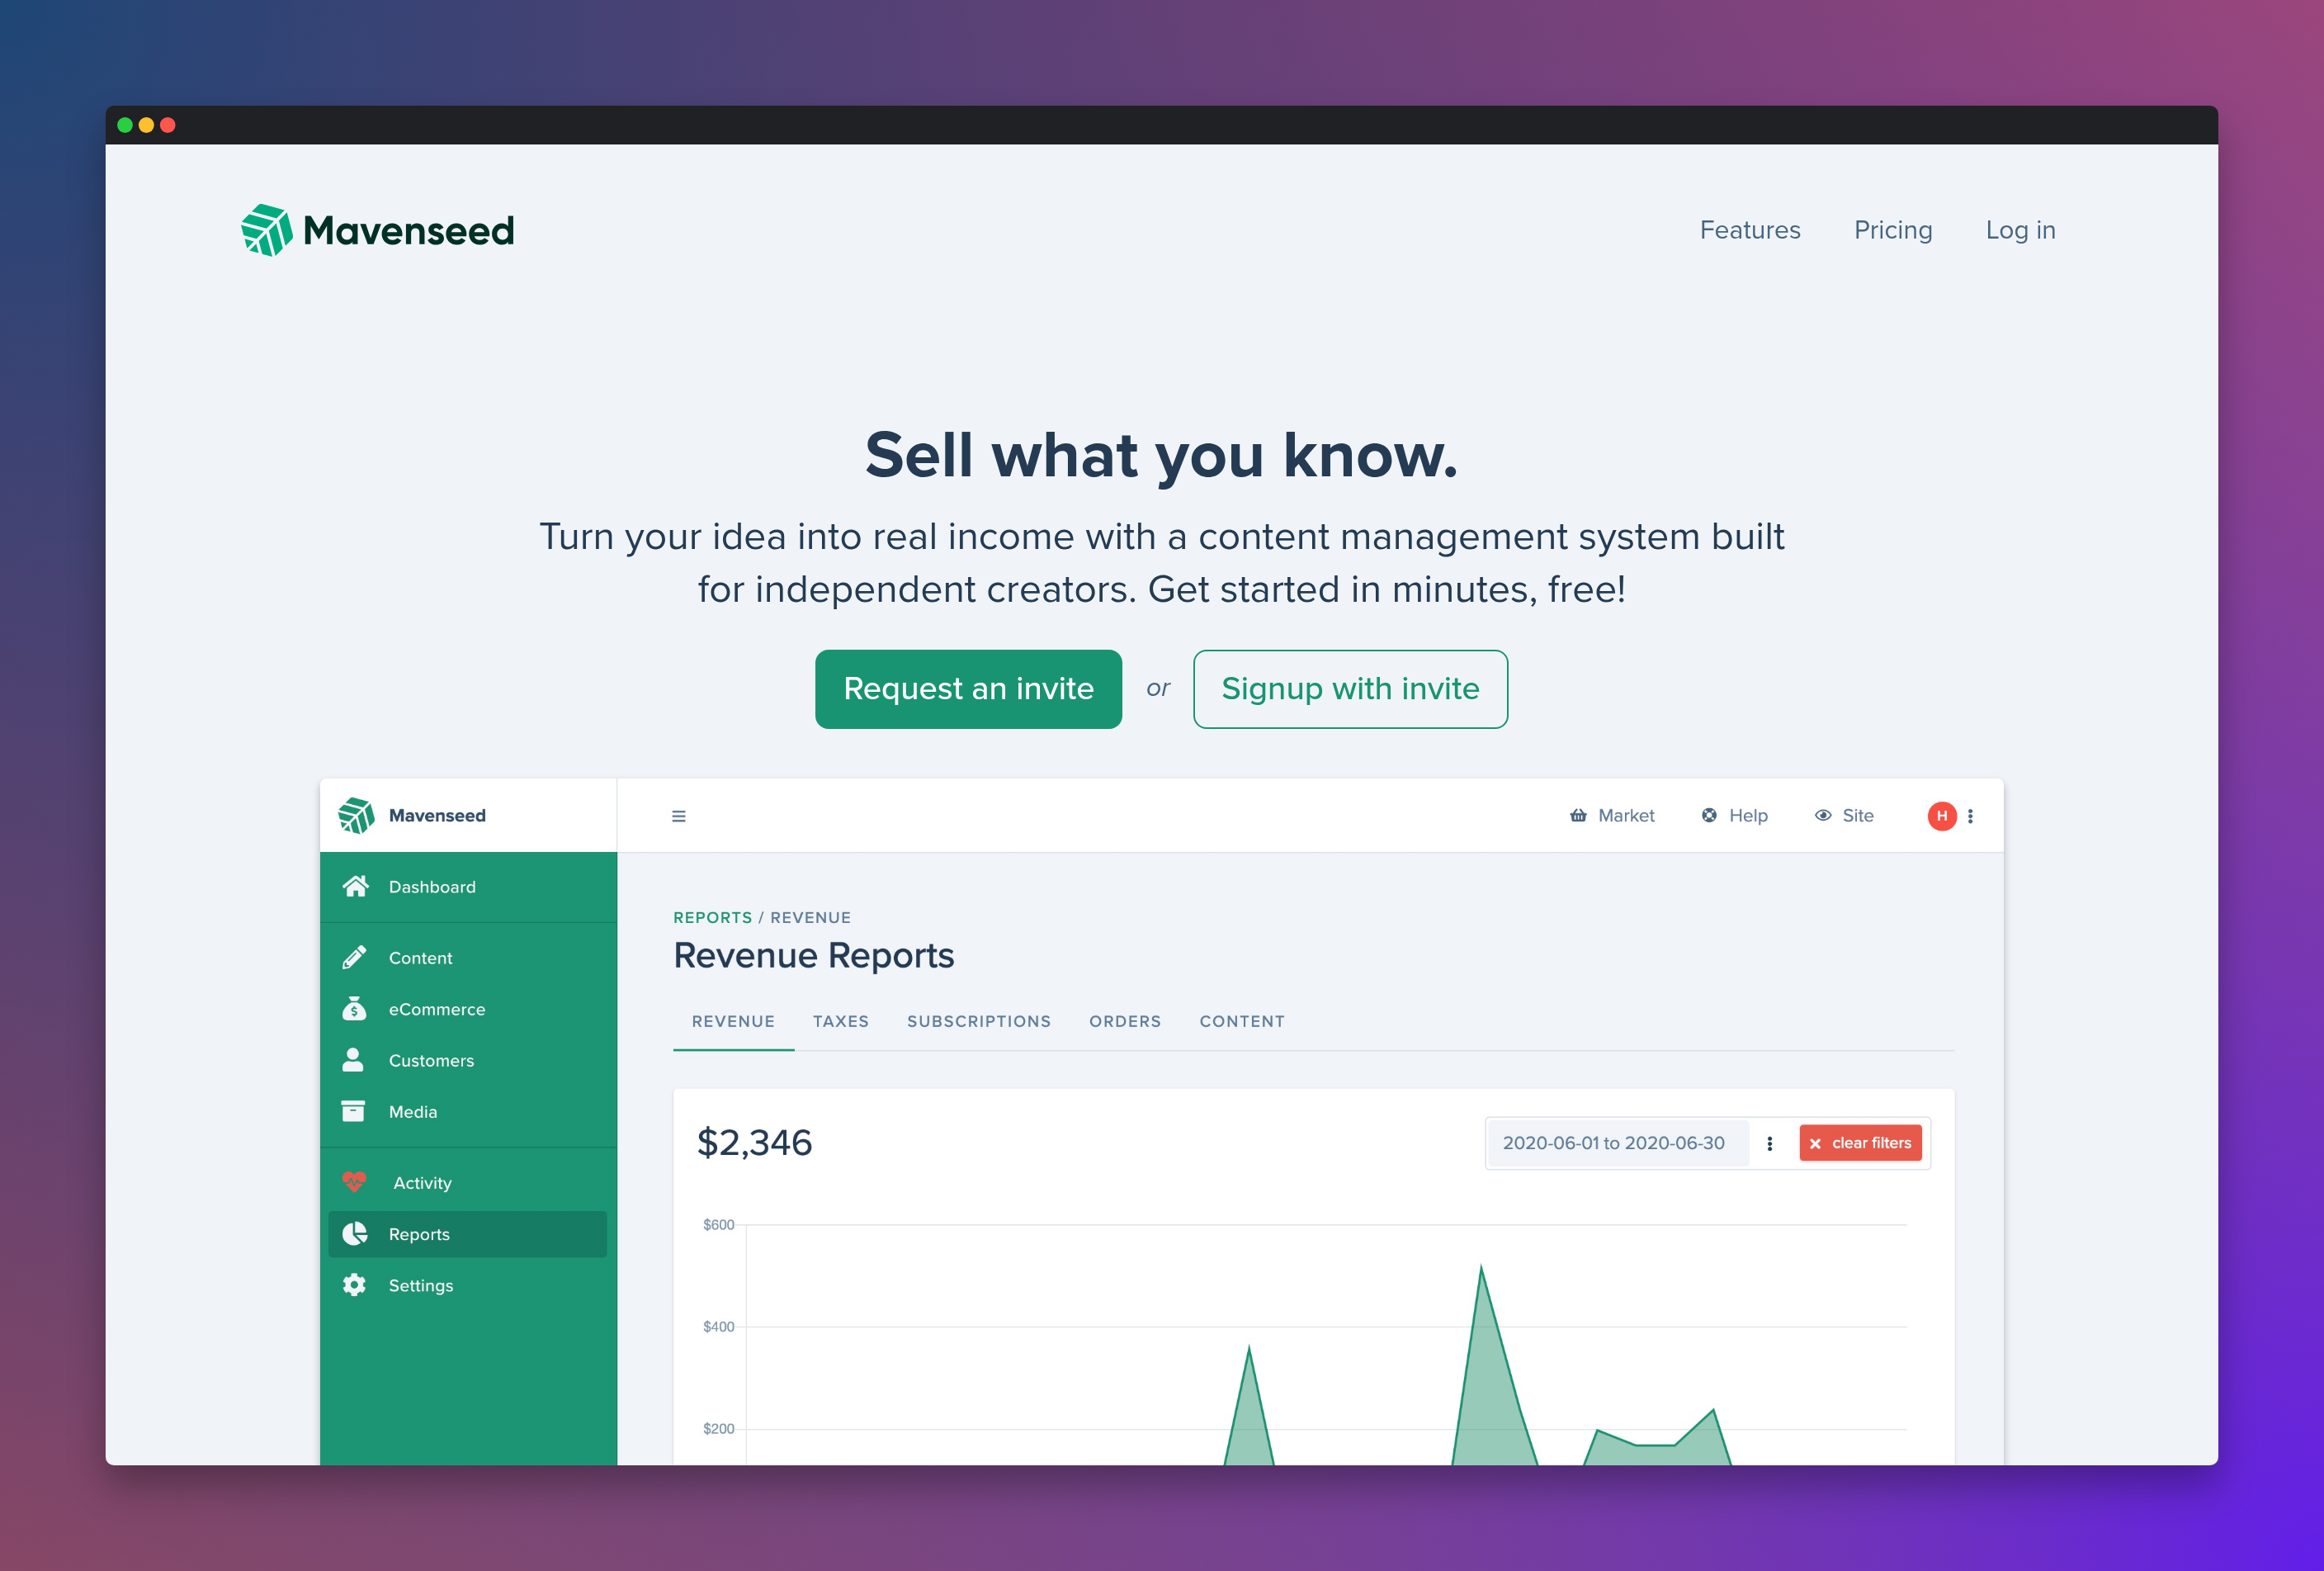 Mavenseed
Features
Pricing
Log in
Sell what you know.
Turn your idea into real income with a content management system built
for independent creators. Get started in minutes, free!
Request an invite
or
Signup with invite
Mavenseed
Market
Help
Site
H
Dashboard
Content
eCommerce
Customers
Media
Activity
Reports
Settings
REPORTS / REVENUE
Revenue Reports
REVENUE
TAXES
SUBSCRIPTIONS
ORDERS
CONTENT
$2,346
2020-06-01 to 2020-06-30
clear filters
$600
$400
$200